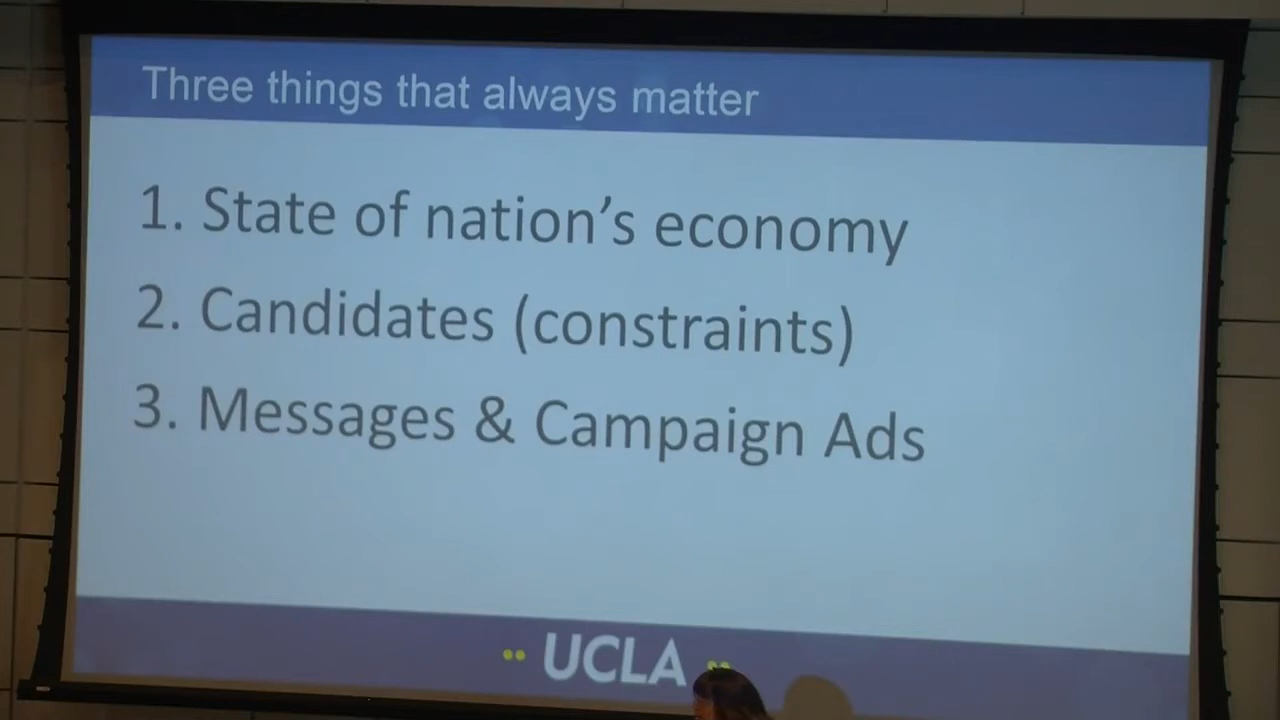 Three things that always matter
1. State of nation’s economy
2. Candidates (constraints)
3. Messages & Campaign Ads
UCLA